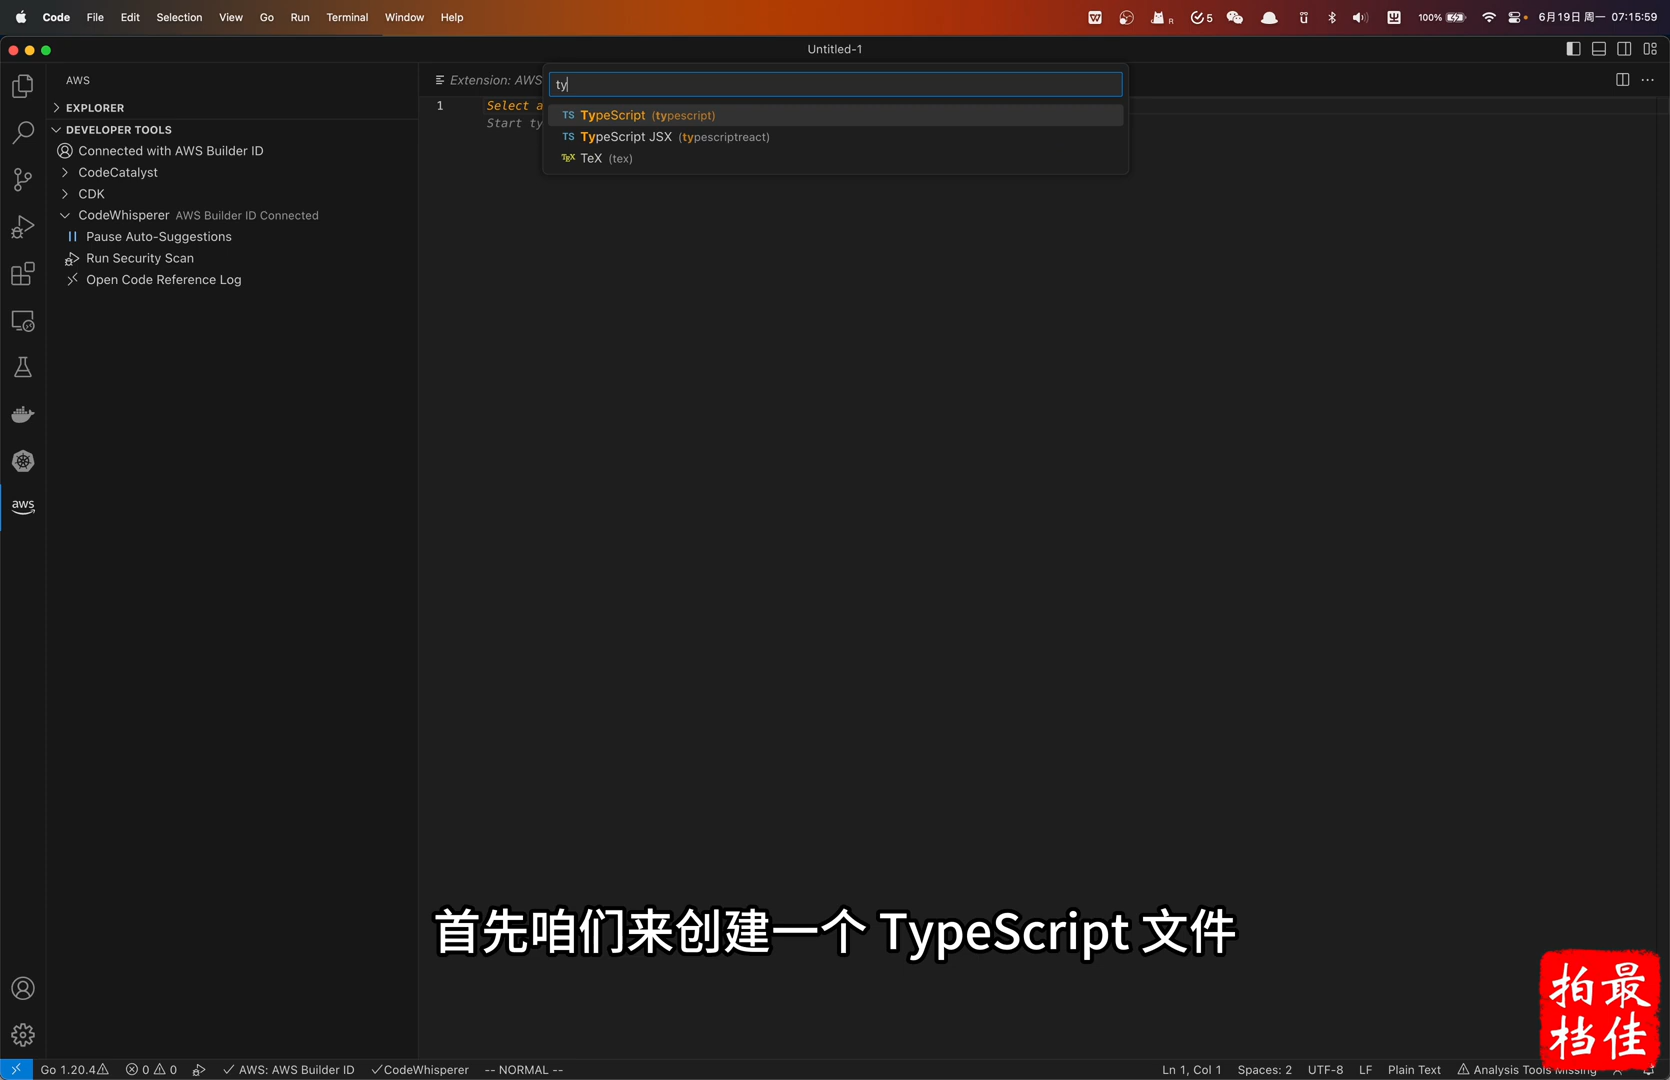 Code File Edit Selection View Go Run Terminal Window Help
5 100% 6月19日 周一 07:15:59
Untitled-1
AWS
EXPLORER
DEVELOPER TOOLS
Connected with AWS Builder ID
CodeCatalyst
CDK
CodeWhisperer AWS Builder ID Connected
Pause Auto-Suggestions
Run Security Scan
Open Code Reference Log
aws
Extension: AWS
ty
1 Select a
Start ty
TS TypeScript (typescript)
TS TypeScript JSX (typescriptreact)
TEX TeX (tex)
首先咱们来创建一个 TypeScript 文件
最佳
拍档
Go 1.20.4 0 0 AWS: AWS Builder ID CodeWhisperer -- NORMAL -- Ln 1, Col 1 Spaces: 2 UTF-8 LF Plain Text Analysis Tools Missing